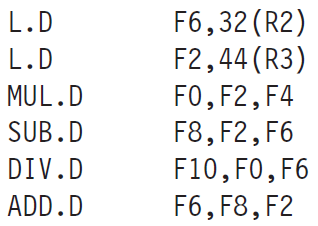 L.D F6,32(R2)
L.D F2,44(R3)
MUL.D F0,F2,F4
SUB.D F8,F2,F6
DIV.D F10,F0,F6
ADD.D F6,F8,F2